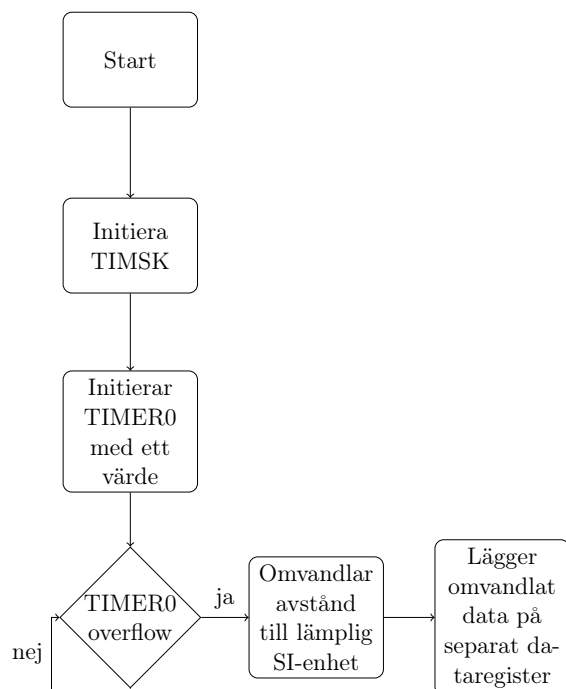 Start
Initiera
TIMSK
Initierar
TIMER0
med ett
värde
TIMER0
overflow
nej
ja
Omvandlar
avstånd
till lämplig
SI-enhet
Lägger
omvandlat
data på
separat da-
taregister